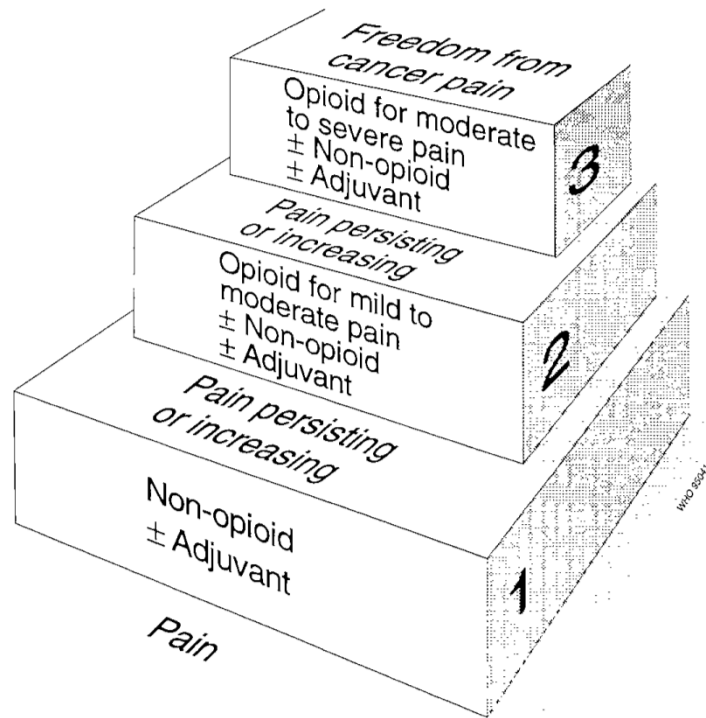 Freedom from
cancer pain
Opioid for moderate
to severe pain
± Non-opioid
± Adjuvant
3
Pain persisting
or increasing
Opioid for mild to
moderate pain
± Non-opioid
± Adjuvant
2
Pain persisting
or increasing
Non-opioid
± Adjuvant
1
Pain
WHO